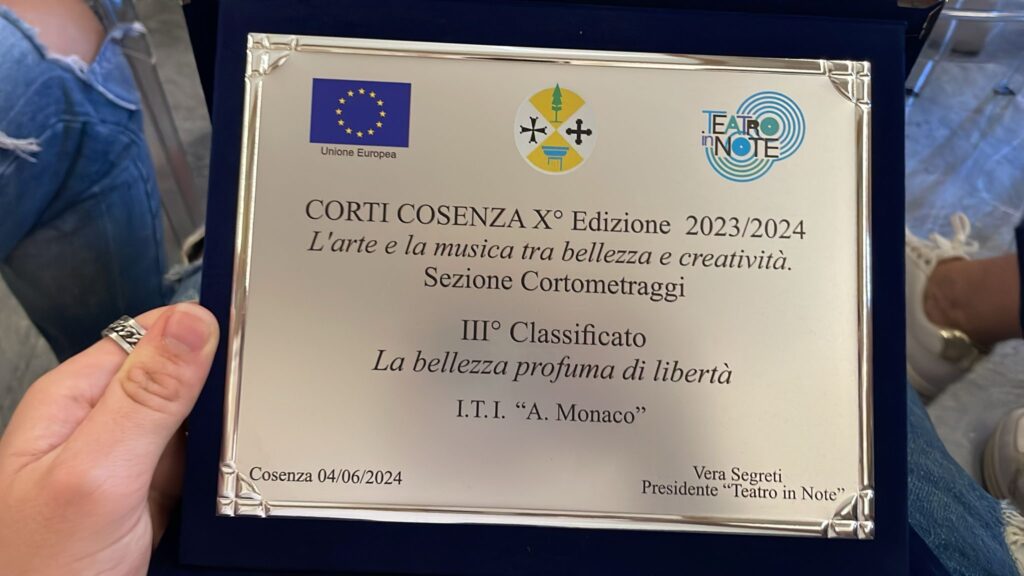 Unione Europea
TEATRO
in NOTE
CORTI COSENZA X° Edizione 2023/2024
L'arte e la musica tra bellezza e creatività.
Sezione Cortometraggi
III° Classificato
La bellezza profuma di libertà
I.T.I. “A. Monaco”
Cosenza 04/06/2024
Vera Segreti
Presidente “Teatro in Note”